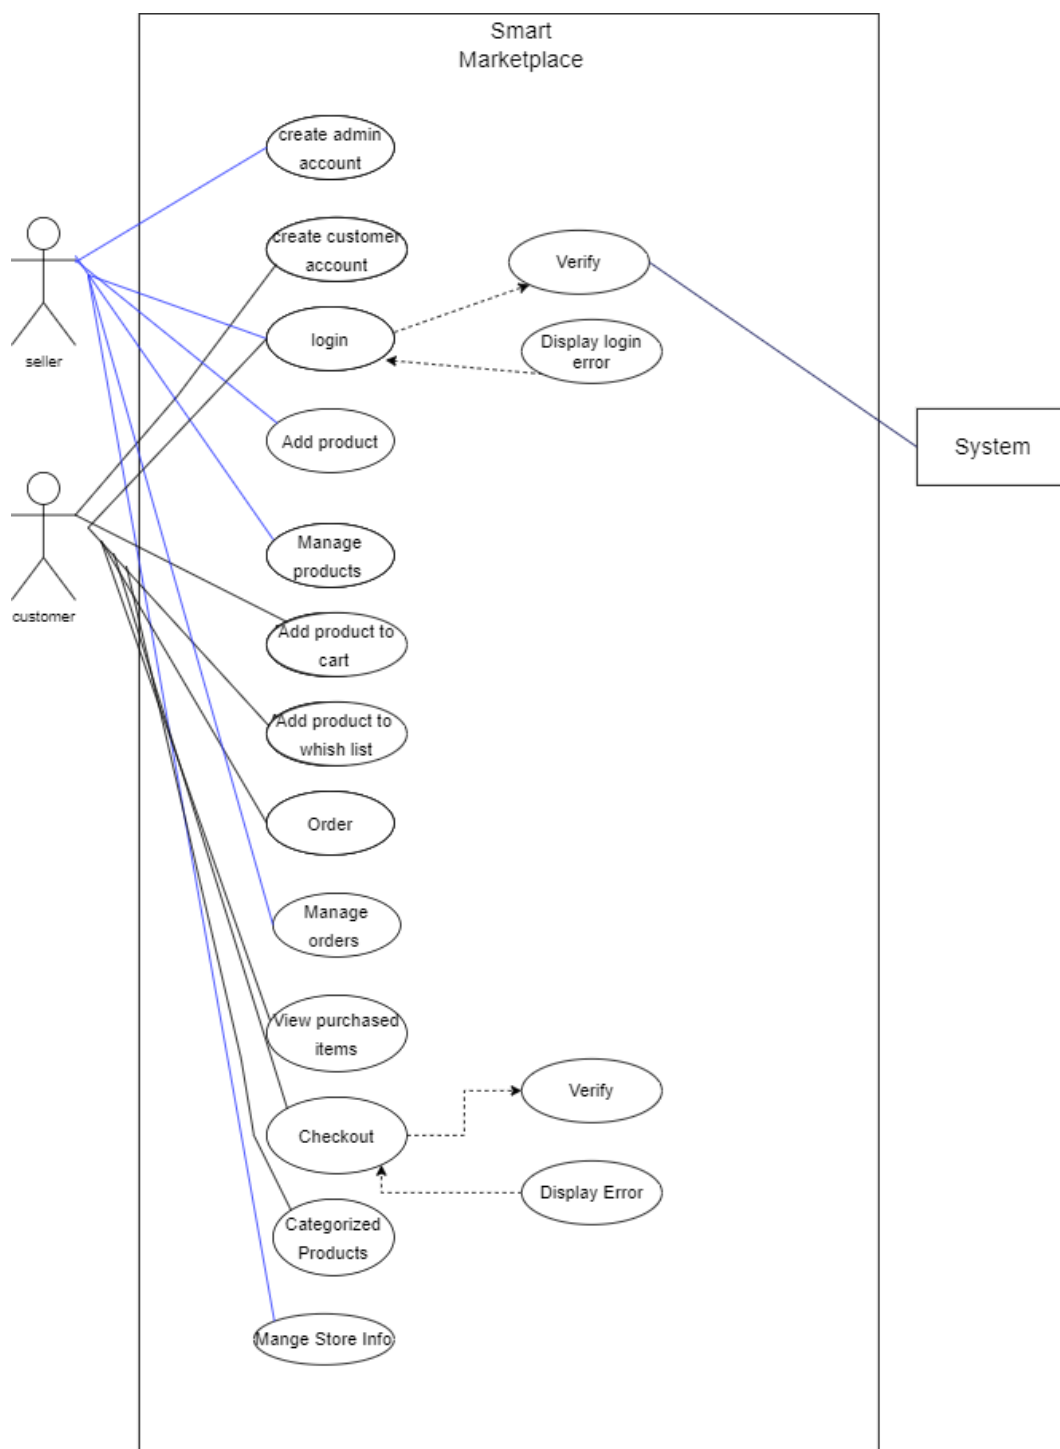 Smart
Marketplace
create admin
account
create customer
account
Verify
login
Display login
error
seller
Add product
System
Manage
products
customer
Add product to
cart
Add product to
whish list
Order
Manage
orders
View purchased
items
Verify
Checkout
Display Error
Categorized
Products
Mange Store Info